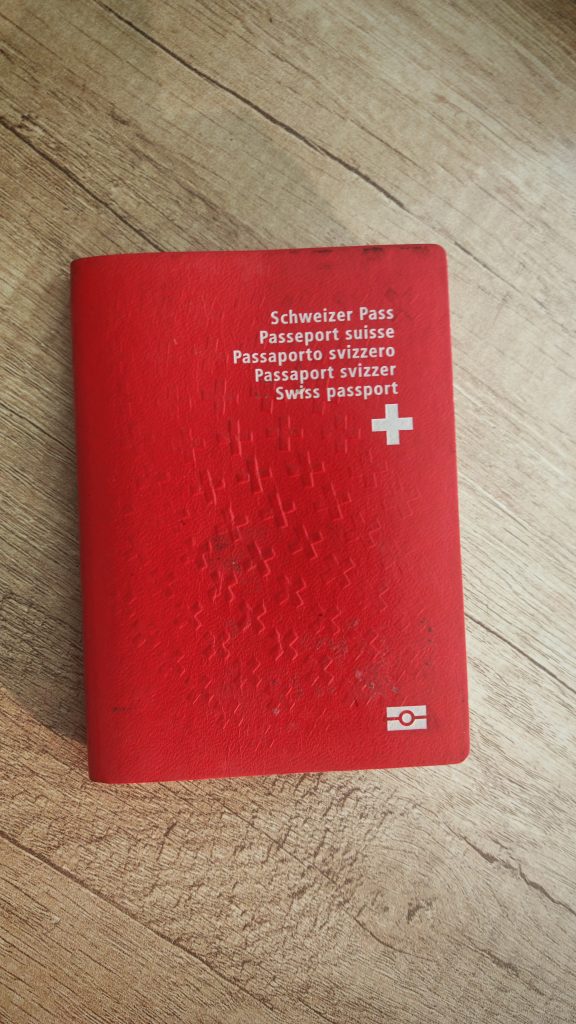 Schweizer Pass
Passeport suisse
Passaporto svizzero
Passaport svizzer
Swiss passport